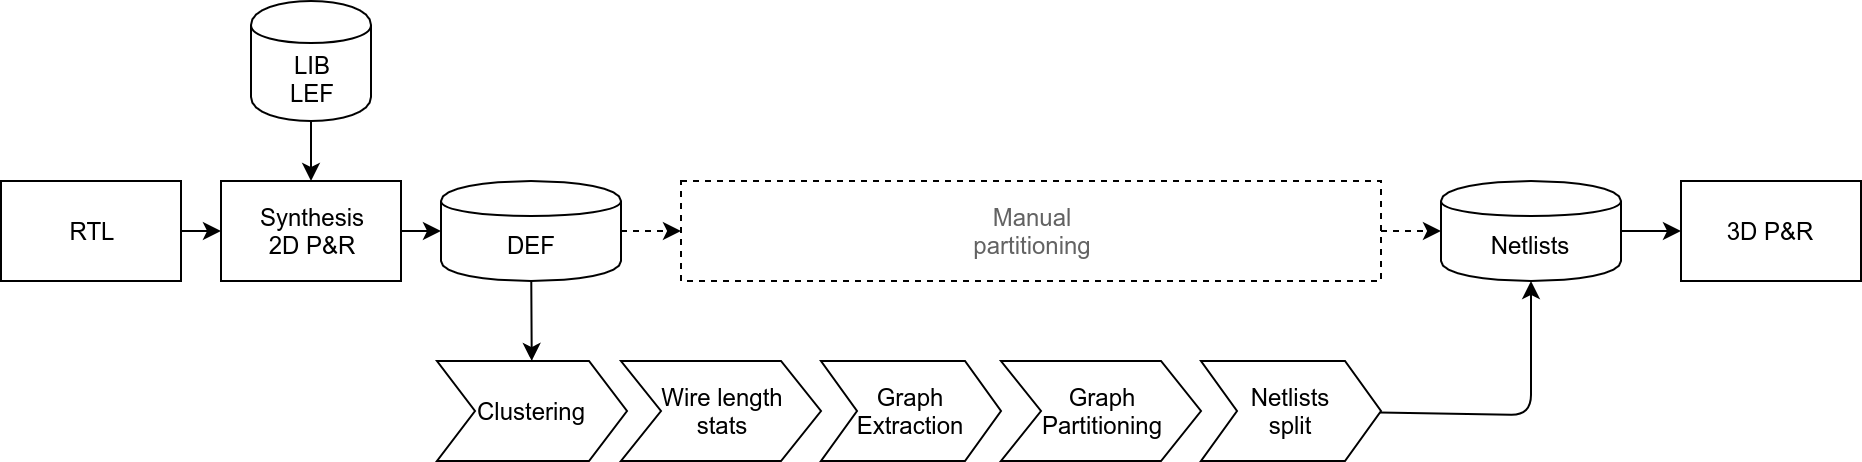 LIB
LEF
RTL
Synthesis
2D P&R
DEF
Manual
partitioning
Netlists
3D P&R
Clustering
Wire length
stats
Graph
Extraction
Graph
Partitioning
Netlists
split